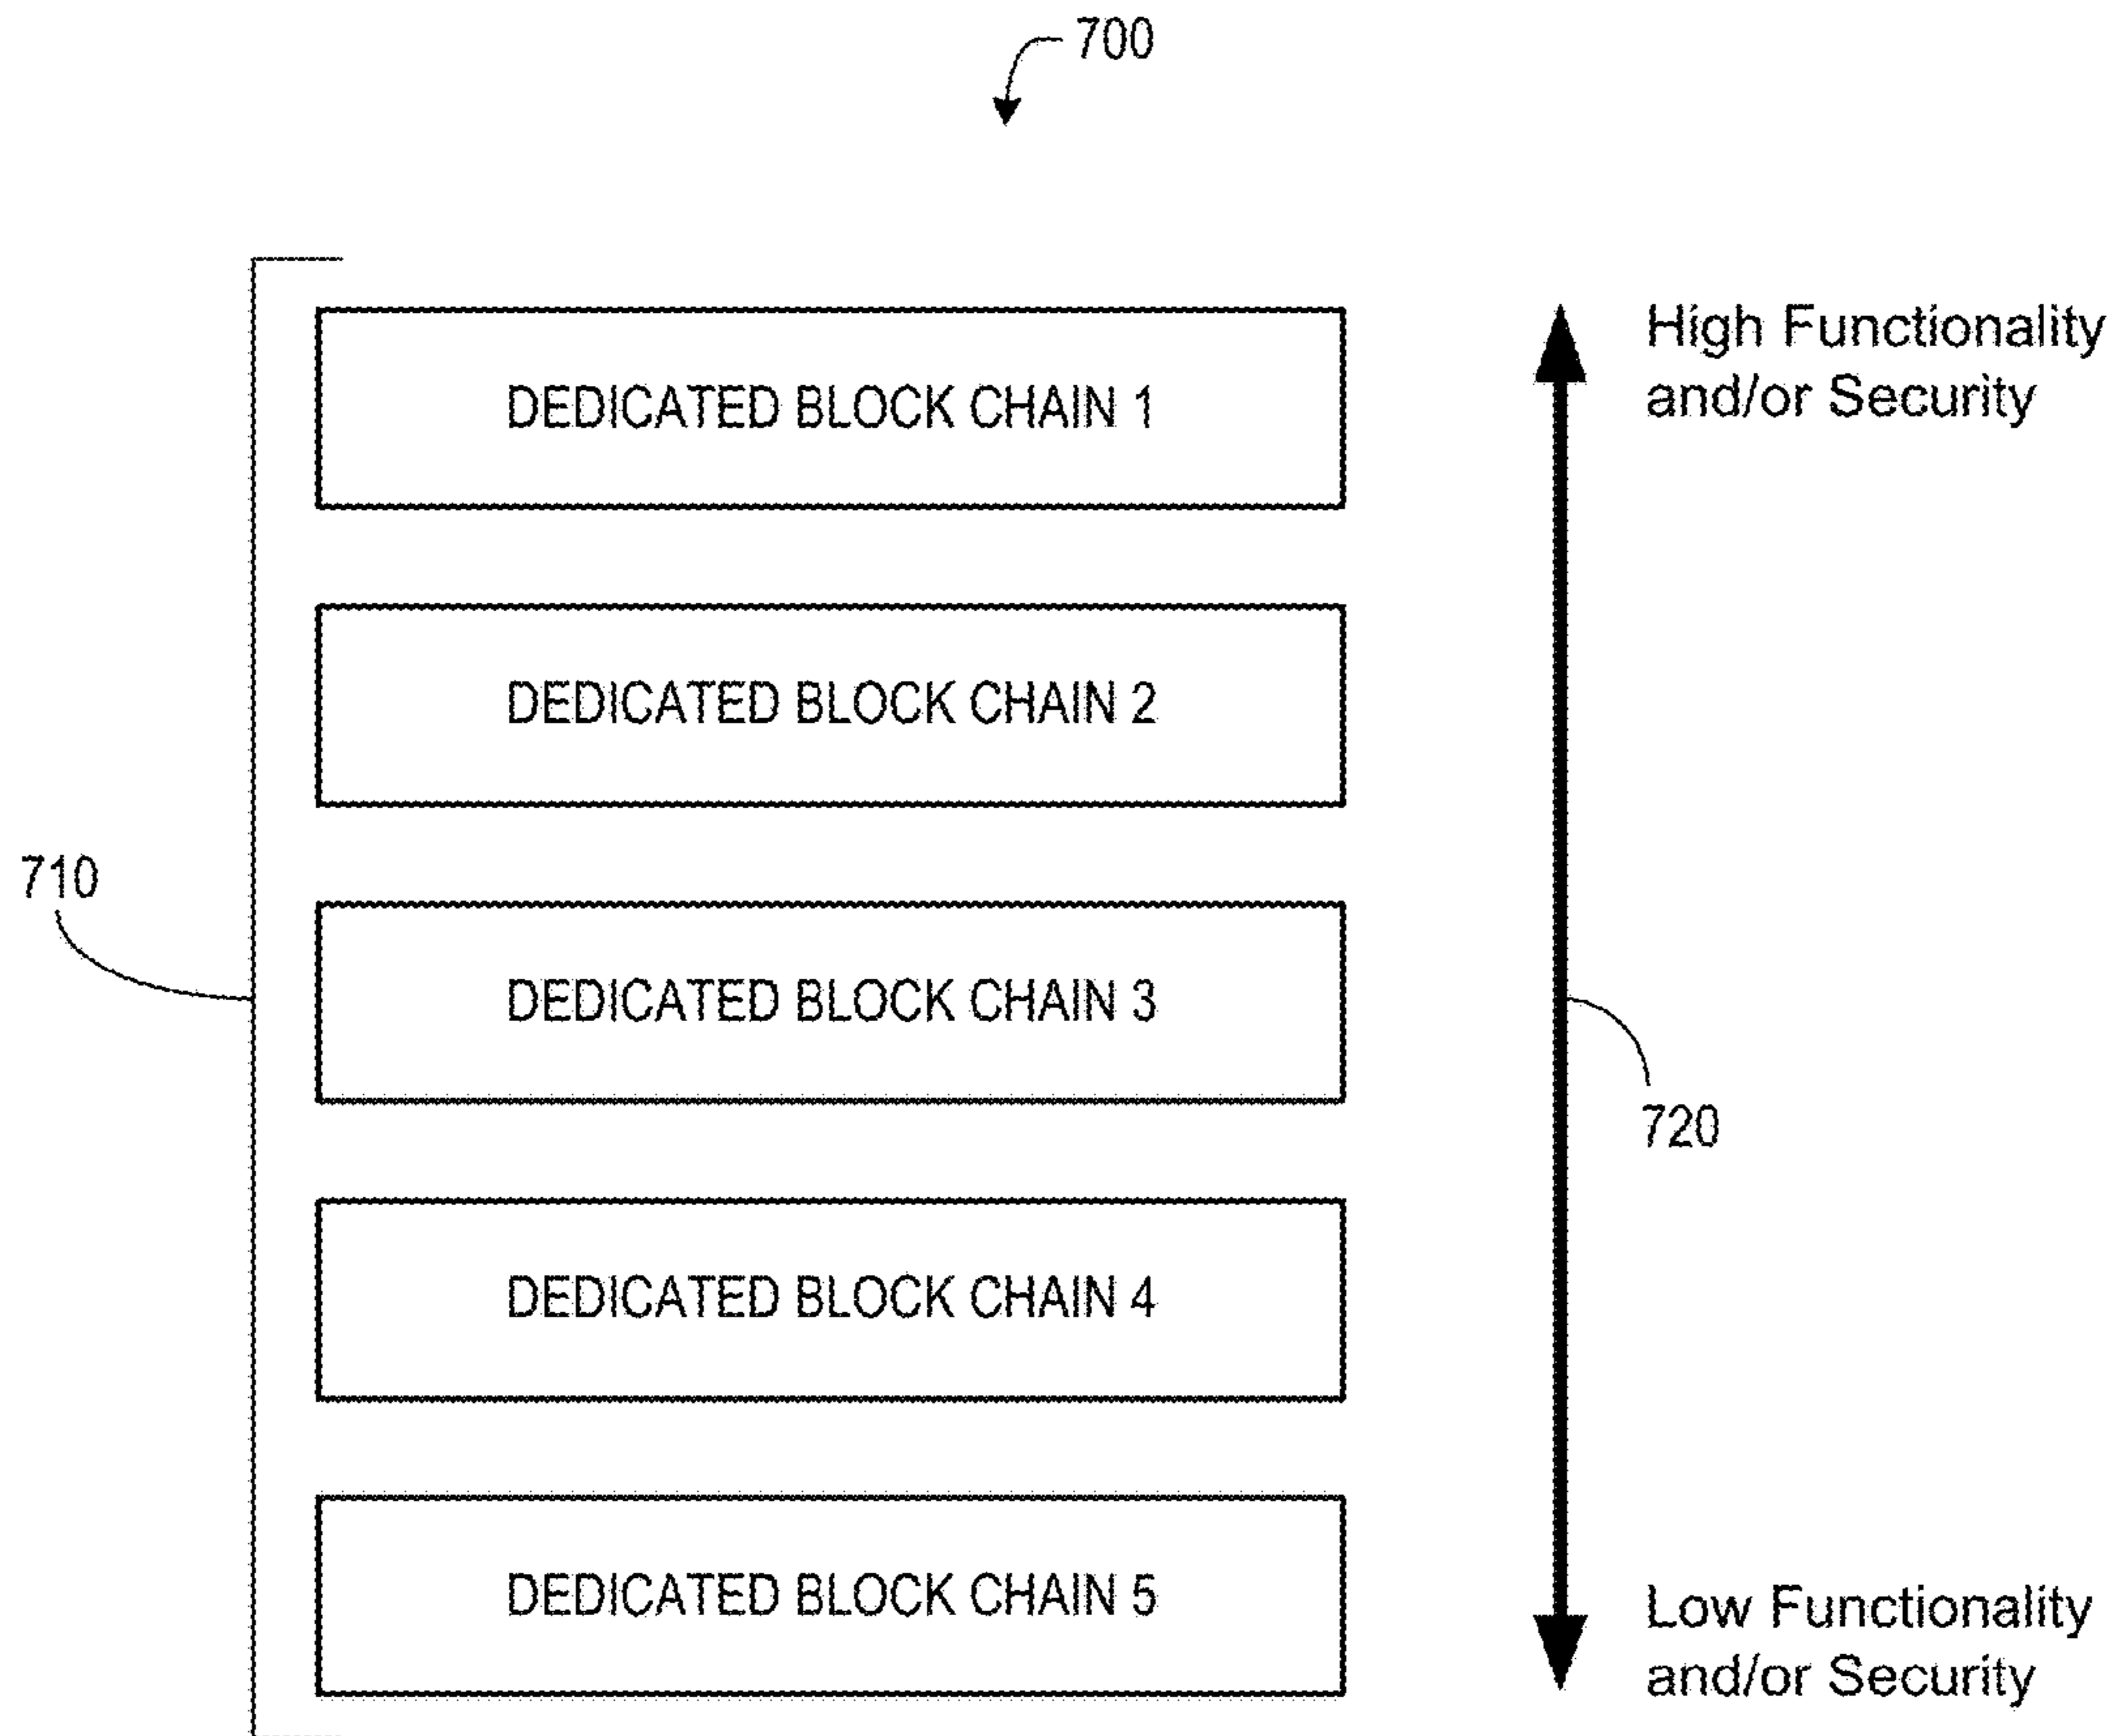 700
High Functionality
and/or Security
DEDICATED BLOCK CHAIN 1
DEDICATED BLOCK CHAIN 2
710
DEDICATED BLOCK CHAIN 3
720
DEDICATED BLOCK CHAIN 4
DEDICATED BLOCK CHAIN 5
Low Functionality
and/or Security